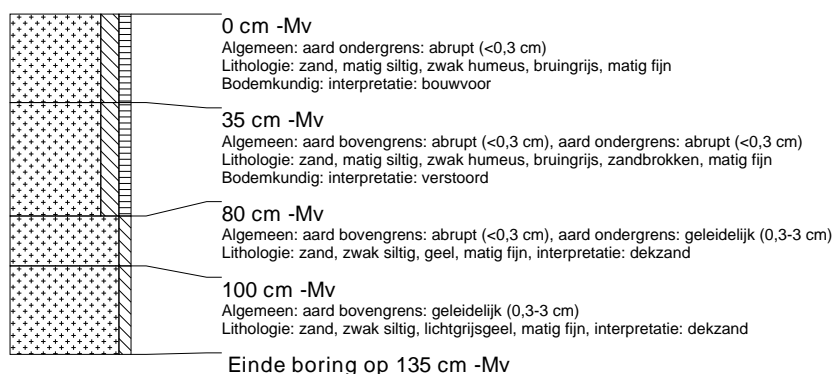 0 cm -Mv
Algemeen: aard ondergrens: abrupt (<0,3 cm)
Lithologie: zand, matig siltig, zwak humeus, bruingrijs, matig fijn
Bodemkundig: interpretatie: bouwvoor
35 cm -Mv
Algemeen: aard bovengrens: abrupt (<0,3 cm), aard ondergrens: abrupt (<0,3 cm)
Lithologie: zand, matig siltig, zwak humeus, bruingrijs, zandbrokken, matig fijn
Bodemkundig: interpretatie: verstoord
80 cm -Mv
Algemeen: aard bovengrens: abrupt (<0,3 cm), aard ondergrens: geleidelijk (0,3-3 cm)
Lithologie: zand, zwak siltig, geel, matig fijn, interpretatie: dekzand
100 cm -Mv
Algemeen: aard bovengrens: geleidelijk (0,3-3 cm)
Lithologie: zand, zwak siltig, lichtgrijsgeel, matig fijn, interpretatie: dekzand
Einde boring op 135 cm -Mv